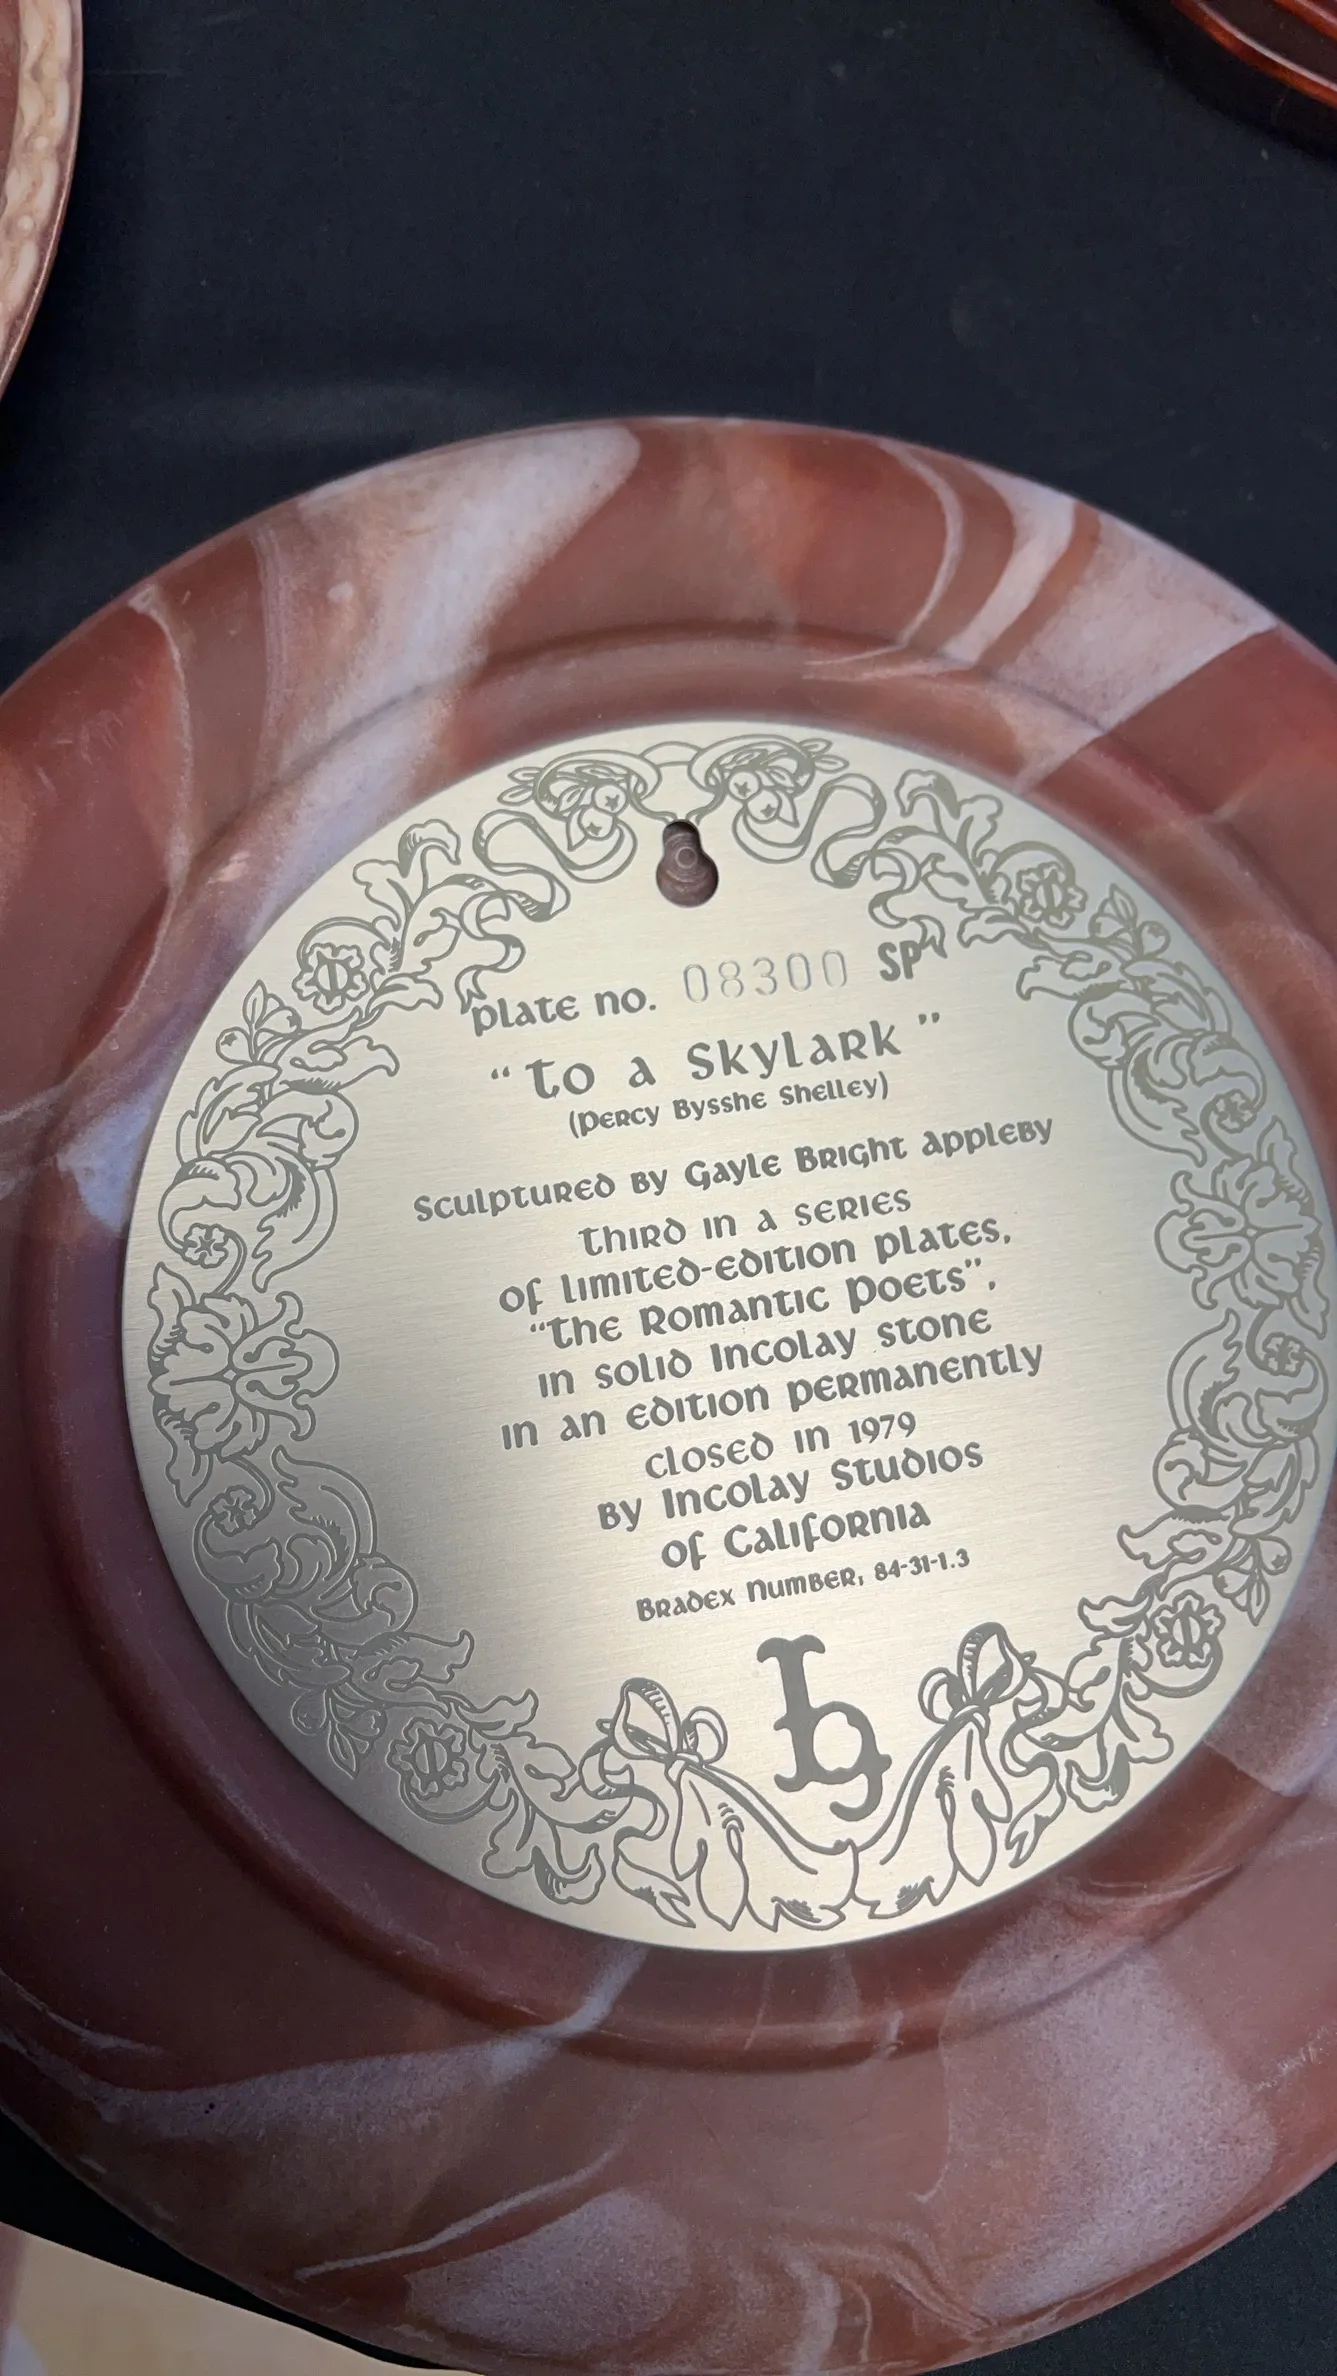 Plate no. 08300 SP
"To a Skylark"
(Percy Bysshe Shelley)
Sculptured by Gayle Bright Appleby
Third in a series
of limited-edition plates,
"The Romantic Poets",
in solid Incolay stone
in an edition permanently
closed in 1979
by Incolay Studios
of California
Bradex Number, 84-31-1.3